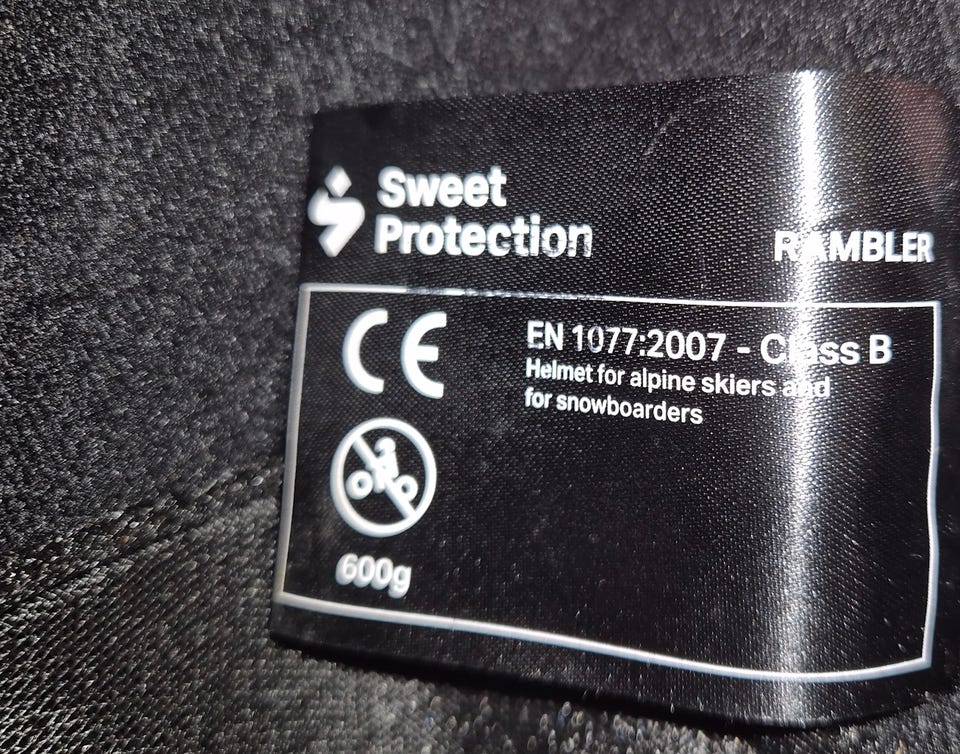 Sweet
Protection
RAMBLER
CE
EN 1077:2007 - Class B
Helmet for alpine skiers and
for snowboarders
600g